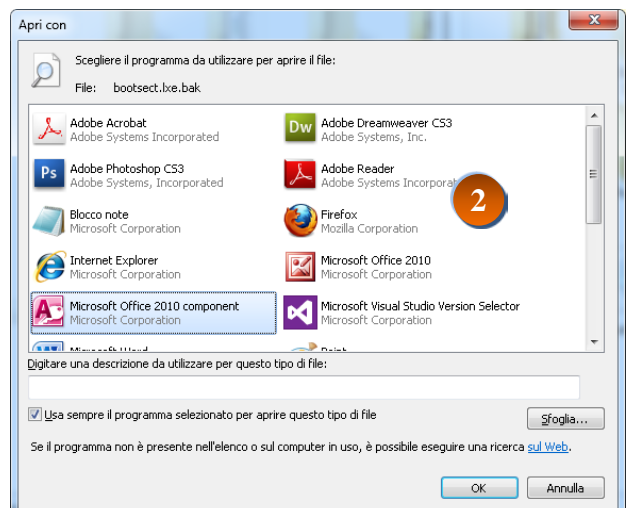 Apri con
Scegliere il programma da utilizzare per aprire il file:
File: bootsect.lxe.bak
Adobe Acrobat
Adobe Systems Incorporated
Adobe Dreamweaver CS3
Adobe Systems, Inc.
Adobe Photoshop CS3
Adobe Systems, Incorporated
Adobe Reader
Adobe Systems
2
Blocco note
Microsoft Corporation
Firefox
Mozilla Corporation
Internet Explorer
Microsoft Corporation
Microsoft Office 2010
Microsoft Corporation
Microsoft Office 2010 component
Microsoft Corporation
Microsoft Visual Studio Version Selector
Microsoft Corporation
Microsoft Word
Paint
Digitare una descrizione da utilizzare per questo tipo di file:
Usa sempre il programma selezionato per aprire questo tipo di file
Sfoglia...
Se il programma non è presente nell'elenco o sul computer in uso, è possibile eseguire una ricerca sul Web.
OK
Annulla